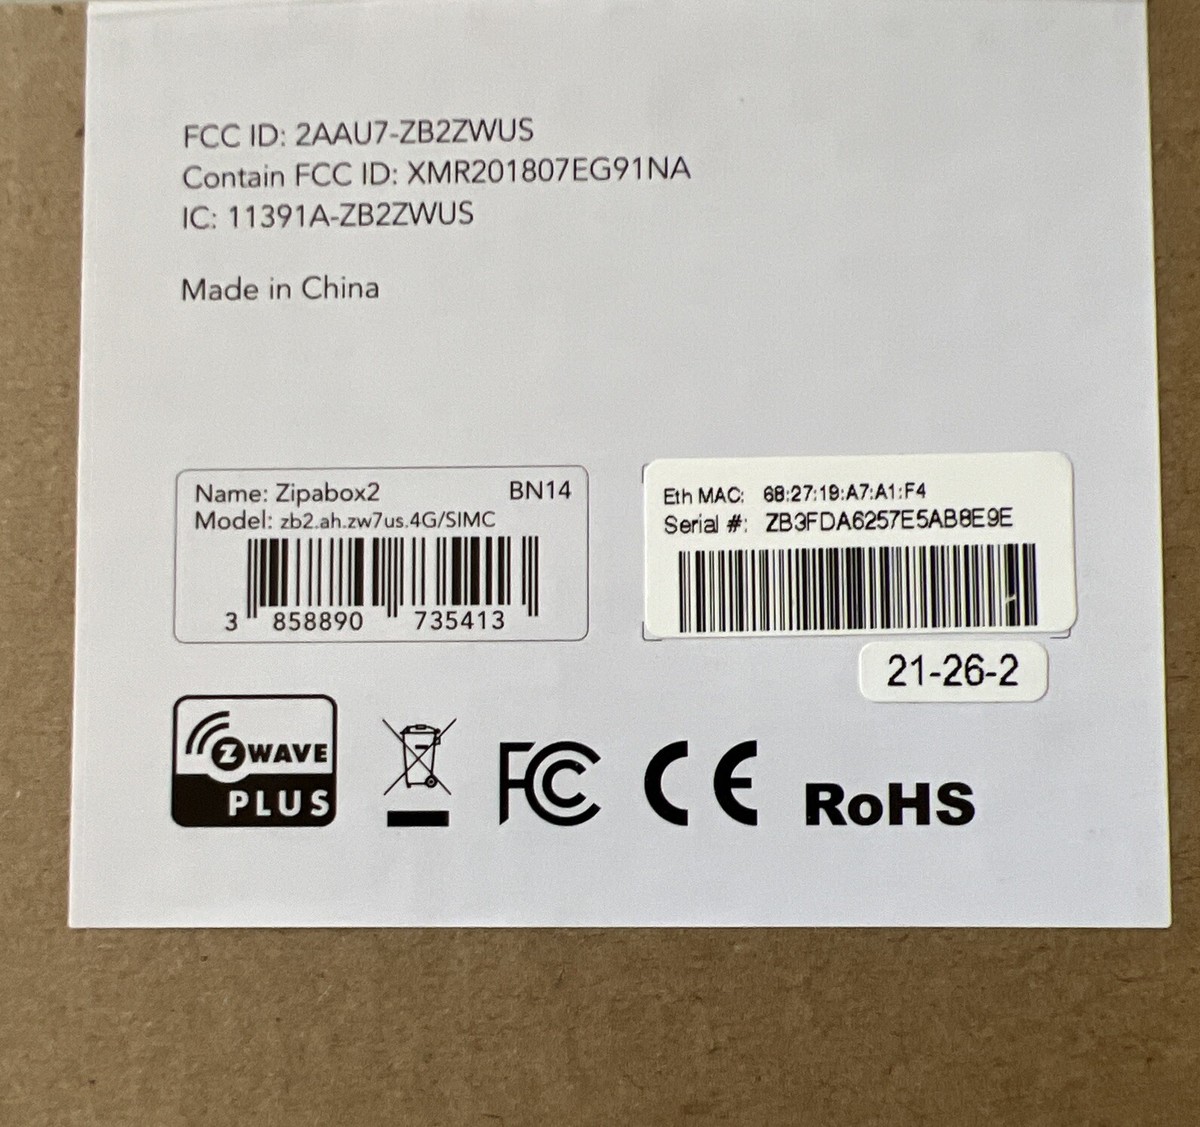 FCC ID: 2AAU7-ZB2ZWUS
Contain FCC ID: XMR201807EG91NA
IC: 11391A-ZB2ZWUS
Made in China
Name: Zipabox2 BN14
Model: zb2.ah.zw7us.4G/SIMC
3 858890 735413
Eth MAC: 68:27:19:A7:A1:F4
Serial #: ZB3FDA6257E5AB8E9E
21-26-2
Z WAVE
PLUS
FC CE RoHS